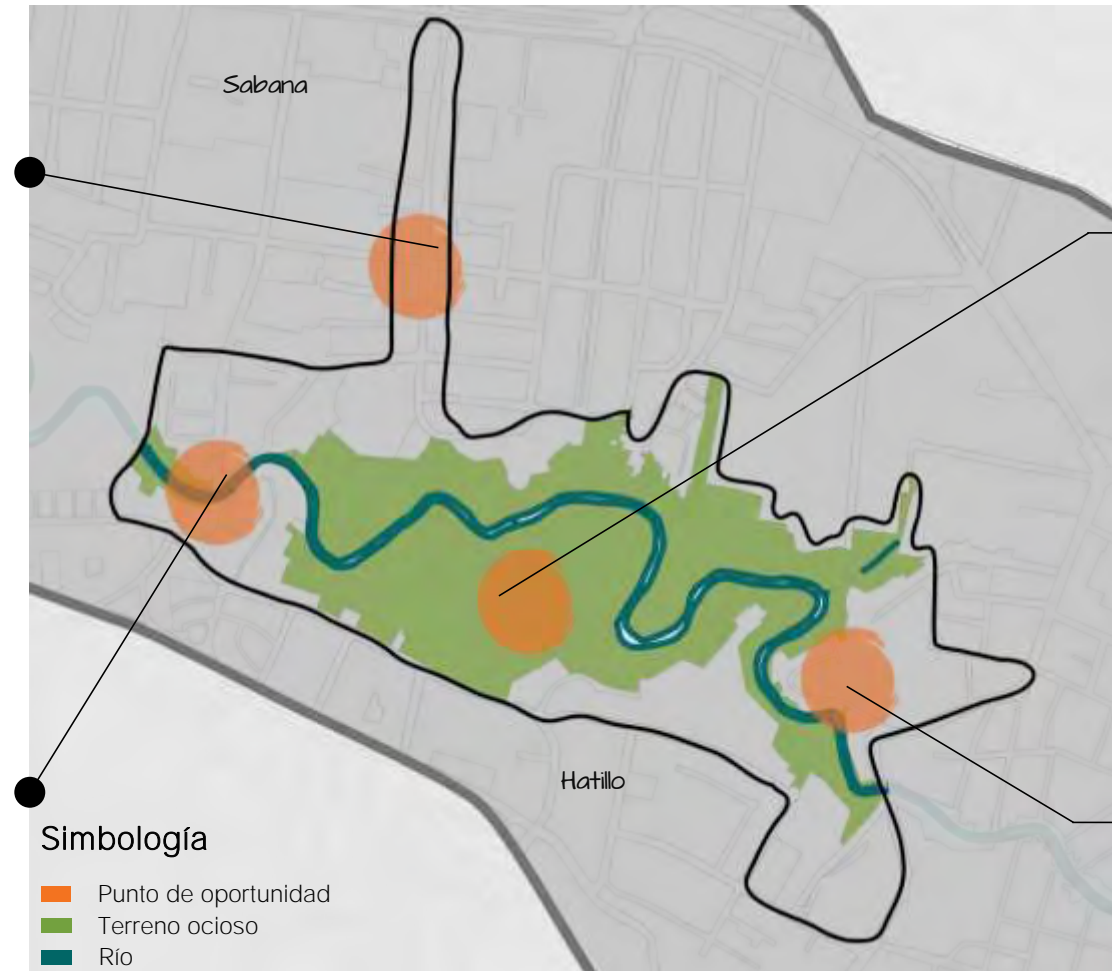 Sabana
Hatillo
Simbología
Punto de oportunidad
Terreno ocioso
Río